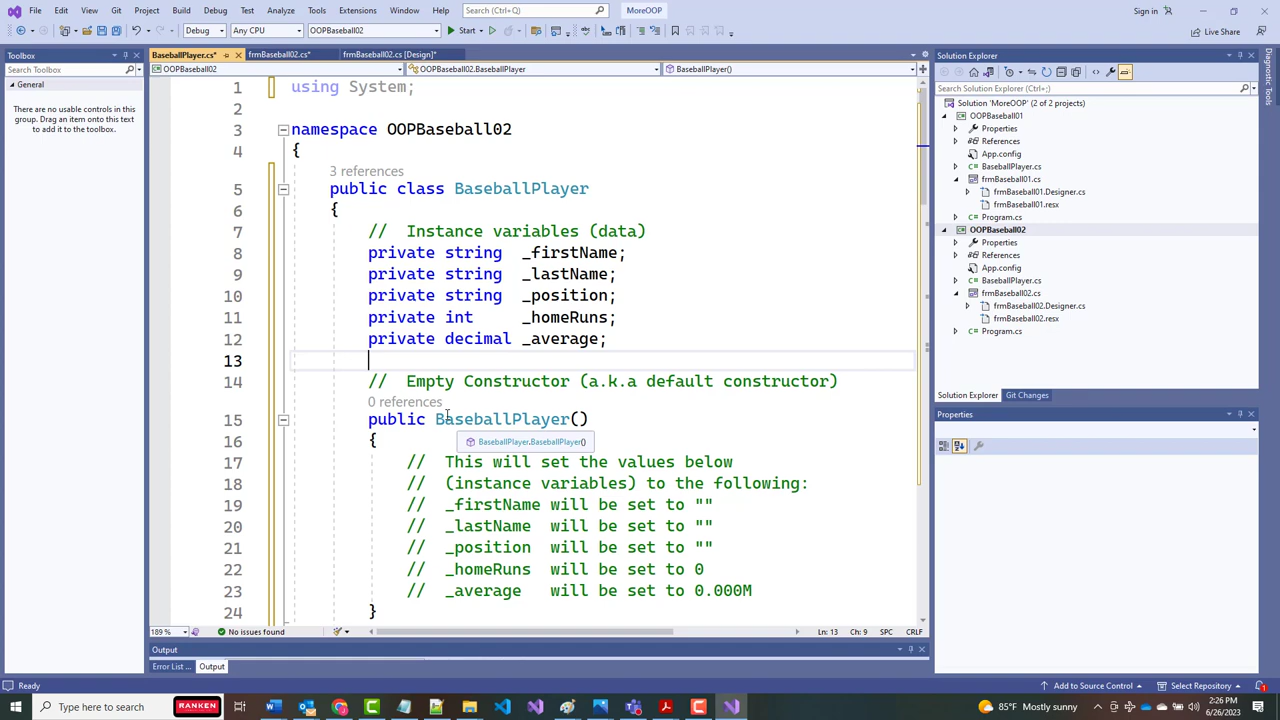 File Edit View Git Project Build Debug Test Analyze Tools Extensions Window Help Search (Ctrl+Q) MoreOOP Sign in
Debug Any CPU OOPBaseball02 Start Live Share
Toolbox
Search Toolbox
General
There are no usable controls in this
group. Drag an item onto this text
to add it to the toolbox.
BaseballPlayer.cs* frmBaseball02.cs* frmBaseball02.cs [Design]*
OOPBaseball02 OOPBaseball02.BaseballPlayer BaseballPlayer()
1 using System;
2
3 namespace OOPBaseball02
4 {
3 references
5 public class BaseballPlayer
6 {
7 // Instance variables (data)
8 private string _firstName;
9 private string _lastName;
10 private string _position;
11 private int _homeRuns;
12 private decimal _average;
13
14 // Empty Constructor (a.k.a default constructor)
0 references
15 public BaseballPlayer()
16 {
BaseballPlayer.BaseballPlayer()
17 // This will set the values below
18 // (instance variables) to the following:
19 // _firstName will be set to ""
20 // _lastName will be set to ""
21 // _position will be set to ""
22 // _homeRuns will be set to 0
23 // _average will be set to 0.000M
24 }
189 % No issues found Ln: 13 Ch: 9 SPC CRLF
Output
Error List ... Output
Solution Explorer
Search Solution Explorer (Ctrl+;)
Solution 'MoreOOP' (2 of 2 projects)
OOPBaseball01
Properties
References
App.config
BaseballPlayer.cs
frmBaseball01.cs
frmBaseball01.Designer.cs
frmBaseball01.resx
Program.cs
OOPBaseball02
Properties
References
App.config
BaseballPlayer.cs
frmBaseball02.cs
frmBaseball02.Designer.cs
frmBaseball02.resx
Program.cs
Solution Explorer Git Changes
Properties
Diagnostic Tools
Ready Add to Source Control Select Repository
Type here to search RANKEN 85°F Mostly sunny 2:26 PM
6/26/2023